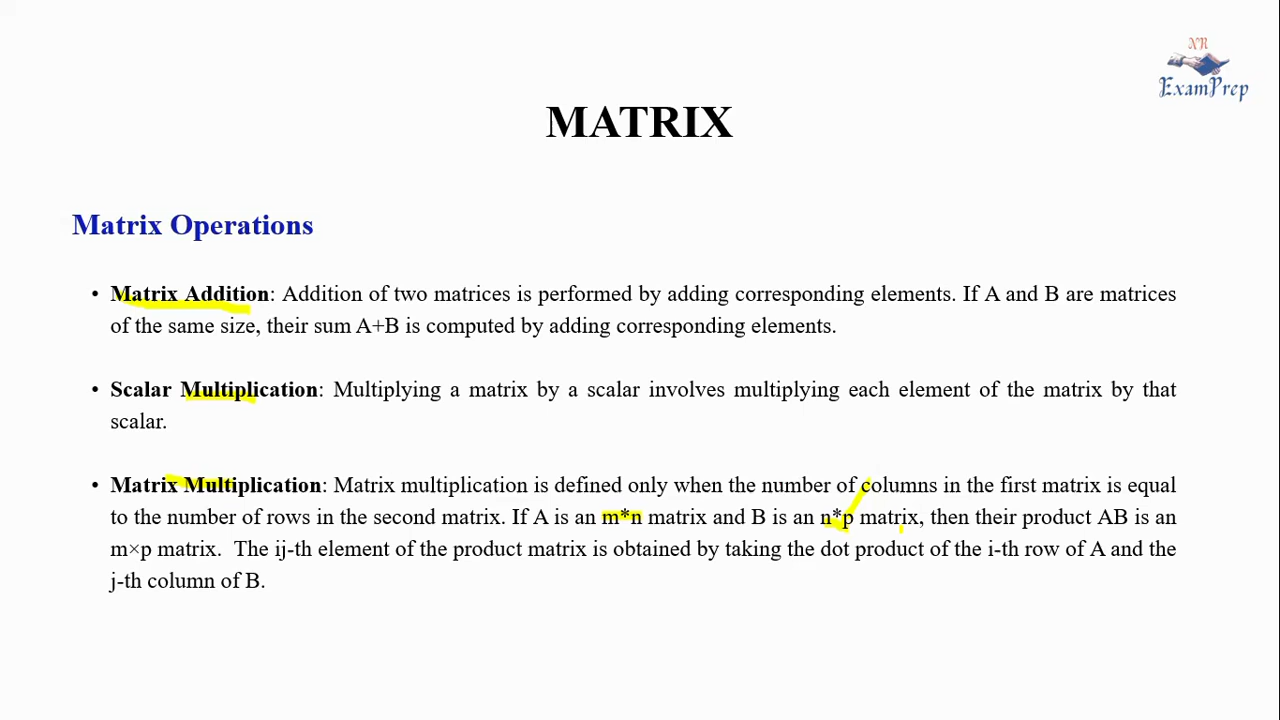 NR
ExamPrep
MATRIX
Matrix Operations
• Matrix Addition: Addition of two matrices is performed by adding corresponding elements. If A and B are matrices
of the same size, their sum A+B is computed by adding corresponding elements.
• Scalar Multiplication: Multiplying a matrix by a scalar involves multiplying each element of the matrix by that
scalar.
• Matrix Multiplication: Matrix multiplication is defined only when the number of columns in the first matrix is equal
to the number of rows in the second matrix. If A is an m*n matrix and B is an n*p matrix, then their product AB is an
m×p matrix.  The ij-th element of the product matrix is obtained by taking the dot product of the i-th row of A and the
j-th column of B.